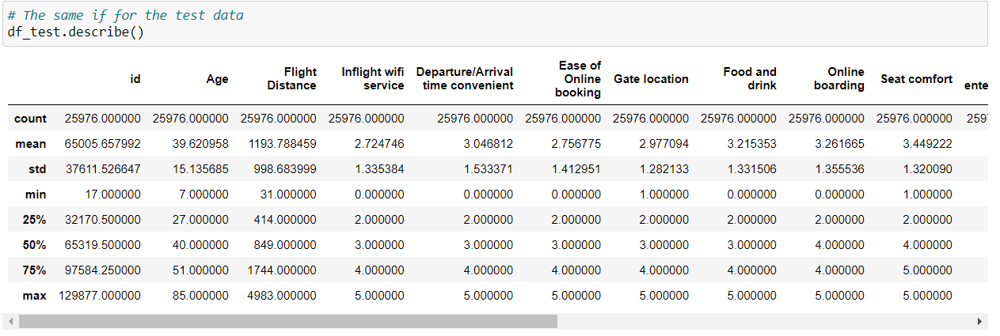 # The same if for the test data
df_test.describe()
id Age Flight Distance Inflight wifi service Departure/Arrival time convenient Ease of Online booking Gate location Food and drink Online boarding Seat comfort ente
count 25976.000000 25976.000000 25976.000000 25976.000000 25976.000000 25976.000000 25976.000000 25976.000000 25976.000000 25976.000000 259
mean 65005.657992 39.620958 1193.788459 2.724746 3.046812 2.756775 2.977094 3.215353 3.261665 3.449222
std 37611.526647 15.135685 998.683999 1.335384 1.533371 1.412951 1.282133 1.331506 1.355536 1.320090
min 17.000000 7.000000 31.000000 0.000000 0.000000 0.000000 1.000000 0.000000 0.000000 1.000000
25% 32170.500000 27.000000 414.000000 2.000000 2.000000 2.000000 2.000000 2.000000 2.000000 2.000000
50% 65319.500000 40.000000 849.000000 3.000000 3.000000 3.000000 3.000000 3.000000 4.000000 4.000000
75% 97584.250000 51.000000 1744.000000 4.000000 4.000000 4.000000 4.000000 4.000000 4.000000 5.000000
max 129877.000000 85.000000 4983.000000 5.000000 5.000000 5.000000 5.000000 5.000000 5.000000 5.000000